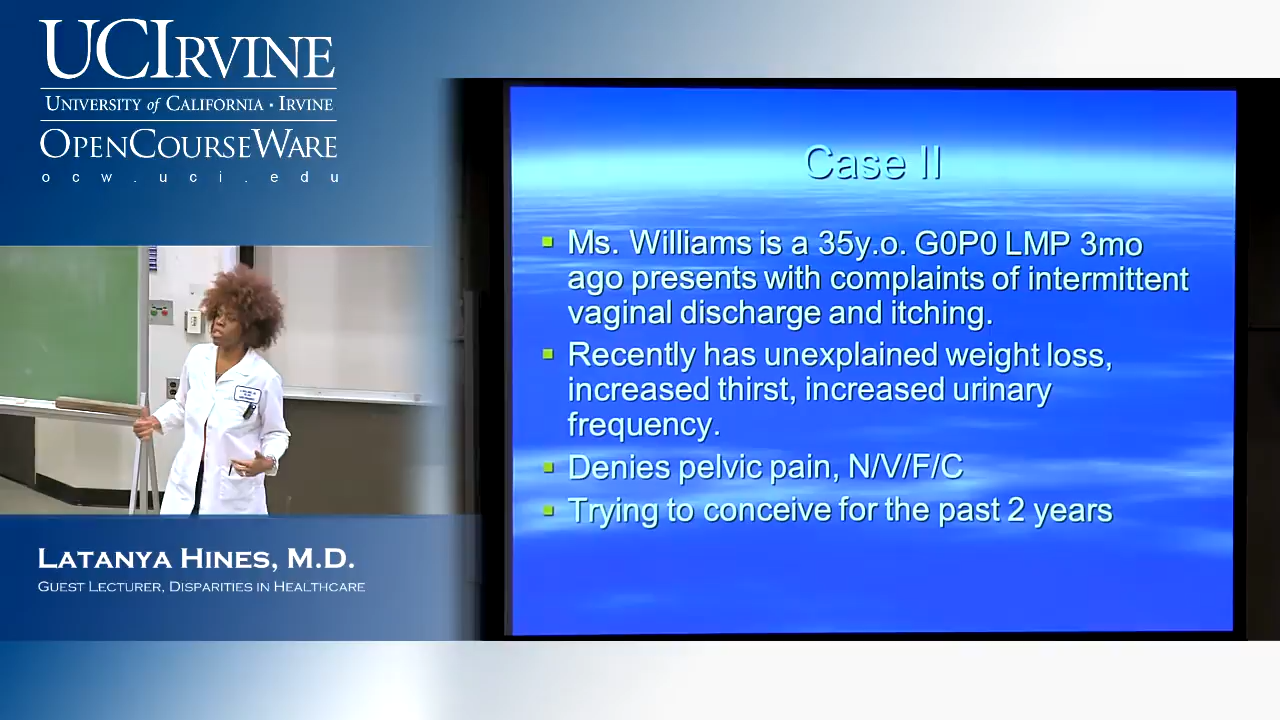 UCIRVINE
UNIVERSITY of CALIFORNIA · IRVINE
OPENCOURSEWARE
ocw.uci.edu
LATANYA HINES, M.D.
GUEST LECTURER, DISPARITIES IN HEALTHCARE
Case II
Ms. Williams is a 35y.o. G0P0 LMP 3mo
ago presents with complaints of intermittent
vaginal discharge and itching.
Recently has unexplained weight loss,
increased thirst, increased urinary
frequency.
Denies pelvic pain, N/V/F/C
Trying to conceive for the past 2 years